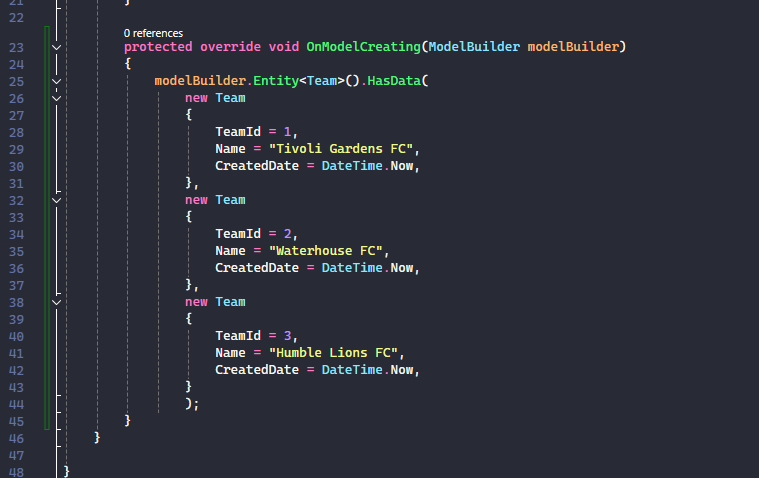 21 }
22
0 references
23 protected override void OnModelCreating(ModelBuilder modelBuilder)
24 {
25 modelBuilder.Entity<Team>().HasData(
26 new Team
27 {
28 TeamId = 1,
29 Name = "Tivoli Gardens FC",
30 CreatedDate = DateTime.Now,
31 },
32 new Team
33 {
34 TeamId = 2,
35 Name = "Waterhouse FC",
36 CreatedDate = DateTime.Now,
37 },
38 new Team
39 {
40 TeamId = 3,
41 Name = "Humble Lions FC",
42 CreatedDate = DateTime.Now,
43 }
44 );
45 }
46 }
47
48 }